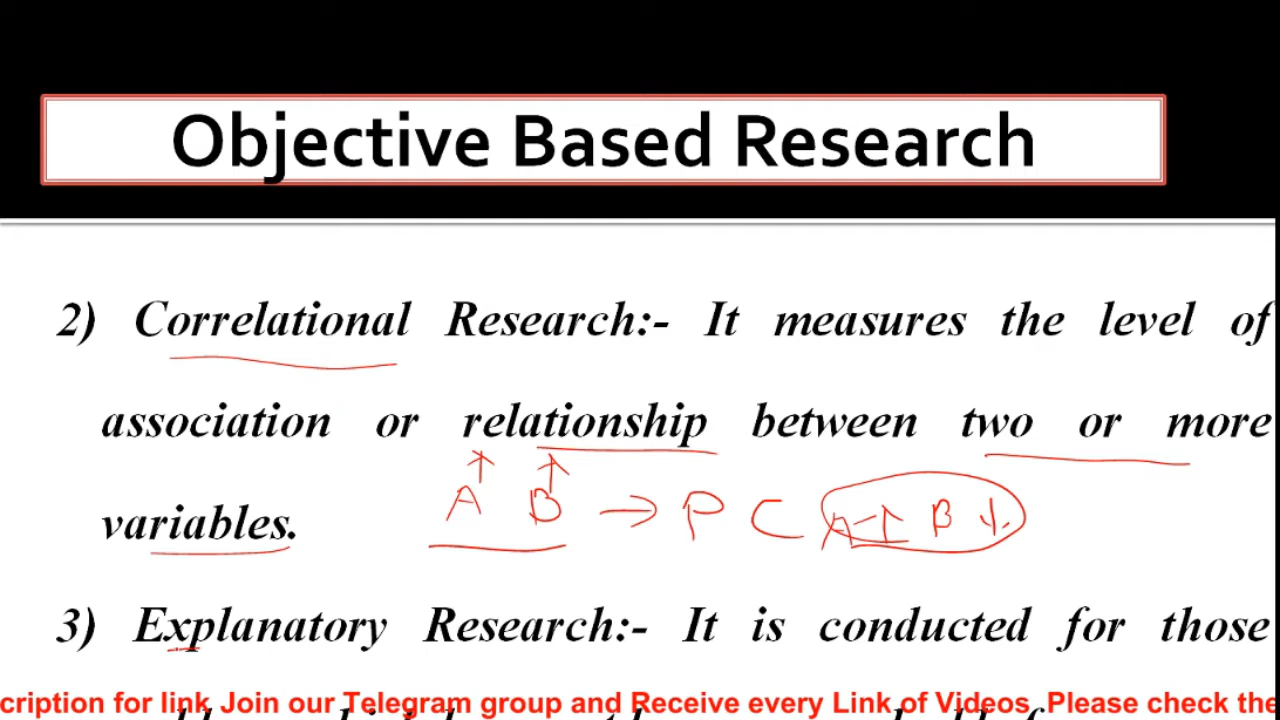 Objective Based Research
2) Correlational Research:- It measures the level of
association or relationship between two or more
A B → P C A↑ B ↓
variables.
3) Explanatory Research:- It is conducted for those
cription for link Join our Telegram group and Receive every Link of Videos. Please check the